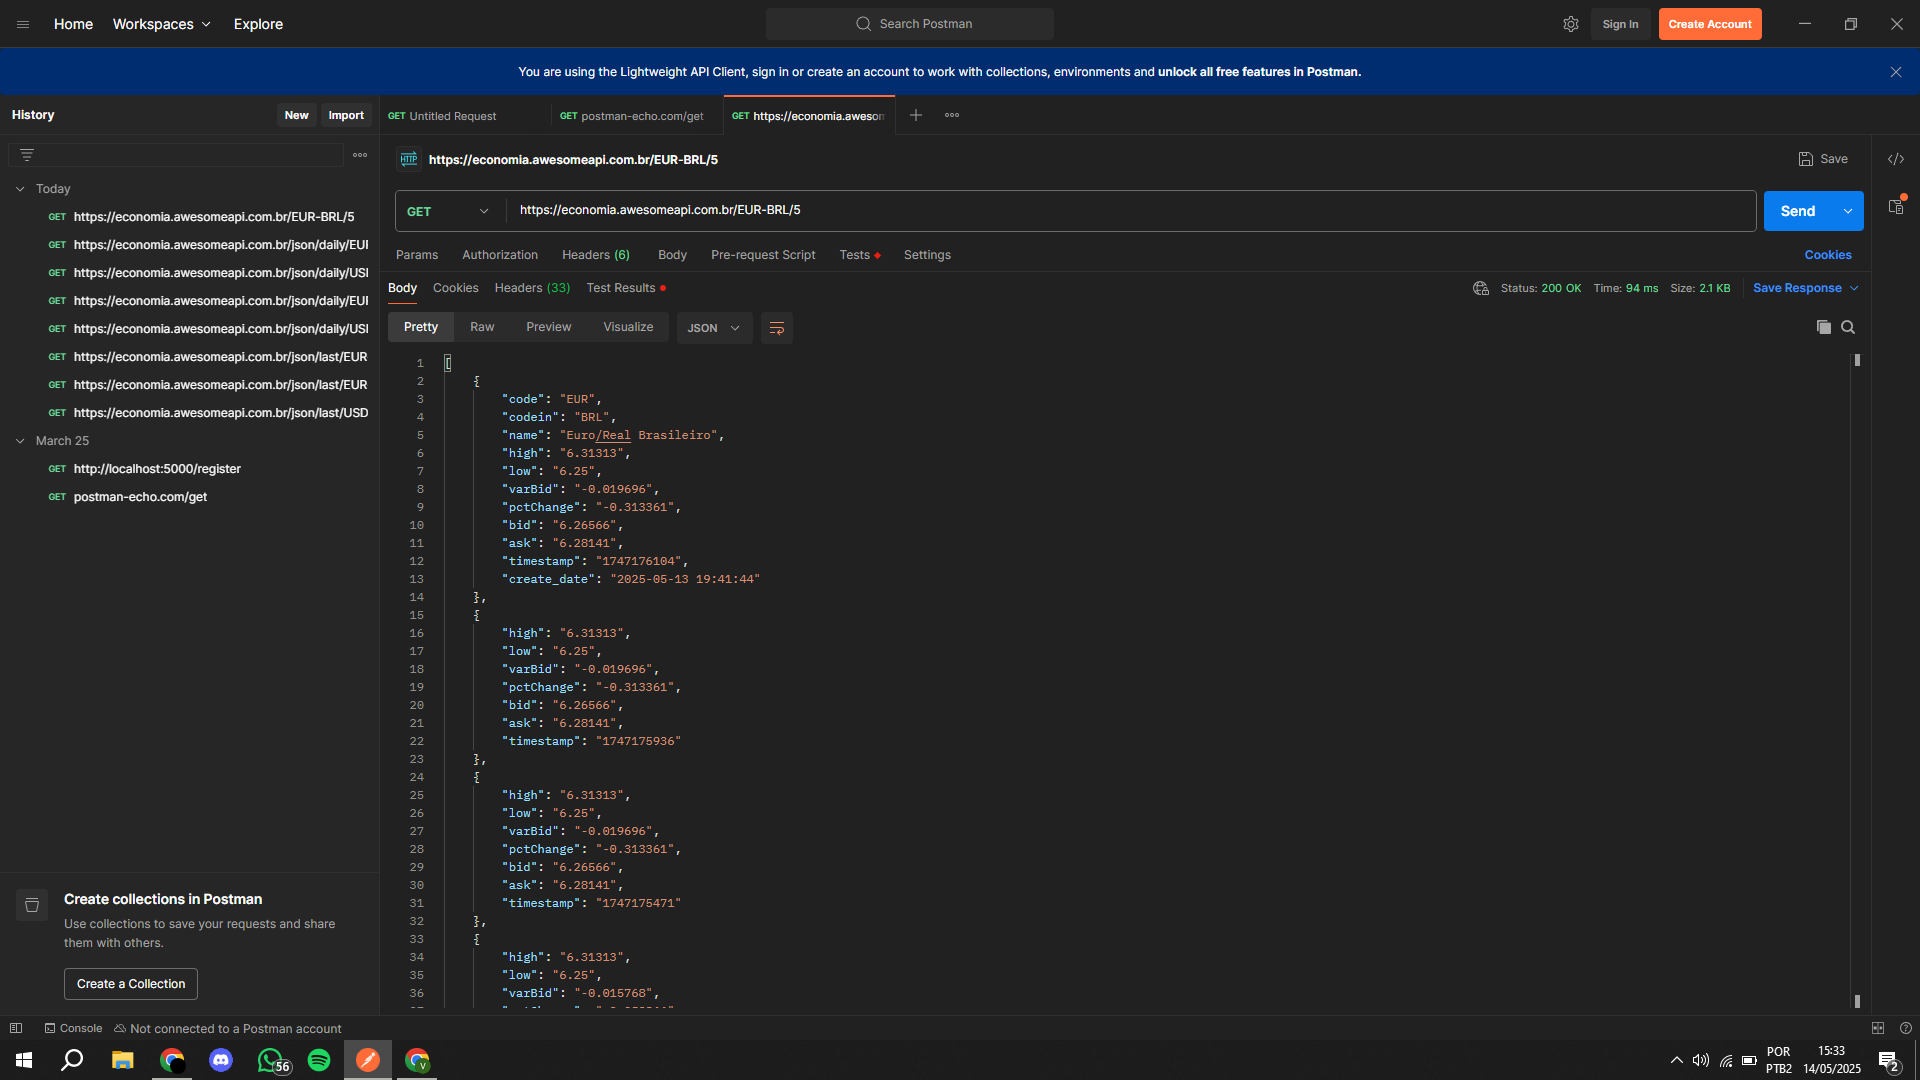 Home
Workspaces
Explore
Search Postman
Sign In
Create Account
You are using the Lightweight API Client, sign in or create an account to work with collections, environments and unlock all free features in Postman.
History
New
Import
GET Untitled Request
GET postman-echo.com/get
GET https://economia.awesom
HTTP
https://economia.awesomeapi.com.br/EUR-BRL/5
Save
GET
https://economia.awesomeapi.com.br/EUR-BRL/5
Send
Params
Authorization
Headers (6)
Body
Pre-request Script
Tests
Settings
Cookies
Today
GET https://economia.awesomeapi.com.br/EUR-BRL/5
GET https://economia.awesomeapi.com.br/json/daily/EUI
GET https://economia.awesomeapi.com.br/json/daily/USI
GET https://economia.awesomeapi.com.br/json/daily/EUI
GET https://economia.awesomeapi.com.br/json/daily/USI
GET https://economia.awesomeapi.com.br/json/last/EUR
GET https://economia.awesomeapi.com.br/json/last/EUR
GET https://economia.awesomeapi.com.br/json/last/USD
March 25
GET http://localhost:5000/register
GET postman-echo.com/get
Body
Cookies
Headers (33)
Test Results
Status: 200 OK
Time: 94 ms
Size: 2.1 KB
Save Response
Pretty
Raw
Preview
Visualize
JSON
1 [
2 {
3 "code": "EUR",
4 "codein": "BRL",
5 "name": "Euro/Real Brasileiro",
6 "high": "6.31313",
7 "low": "6.25",
8 "varBid": "-0.019696",
9 "pctChange": "-0.313361",
10 "bid": "6.26566",
11 "ask": "6.28141",
12 "timestamp": "1747176104",
13 "create_date": "2025-05-13 19:41:44"
14 },
15 {
16 "high": "6.31313",
17 "low": "6.25",
18 "varBid": "-0.019696",
19 "pctChange": "-0.313361",
20 "bid": "6.26566",
21 "ask": "6.28141",
22 "timestamp": "1747175936"
23 },
24 {
25 "high": "6.31313",
26 "low": "6.25",
27 "varBid": "-0.019696",
28 "pctChange": "-0.313361",
29 "bid": "6.26566",
30 "ask": "6.28141",
31 "timestamp": "1747175471"
32 },
33 {
34 "high": "6.31313",
35 "low": "6.25",
36 "varBid": "-0.015768",
Create collections in Postman
Use collections to save your requests and share
them with others.
Create a Collection
Console
Not connected to a Postman account
56
V
POR
PTB2
15:33
14/05/2025
2